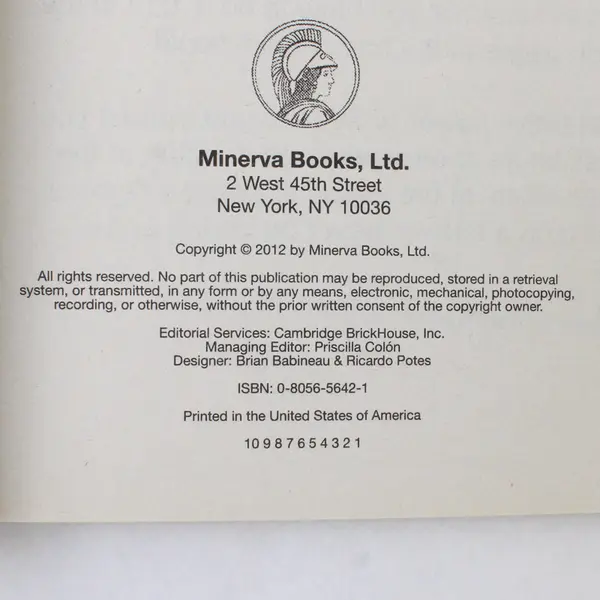 Minerva Books, Ltd.
2 West 45th Street
New York, NY 10036
Copyright © 2012 by Minerva Books, Ltd.
All rights reserved. No part of this publication may be reproduced, stored in a retrieval
system, or transmitted, in any form or by any means, electronic, mechanical, photocopying,
recording, or otherwise, without the prior written consent of the copyright owner.
Editorial Services: Cambridge BrickHouse, Inc.
Managing Editor: Priscilla Colón
Designer: Brian Babineau & Ricardo Potes
ISBN: 0-8056-5642-1
Printed in the United States of America
10 9 8 7 6 5 4 3 2 1